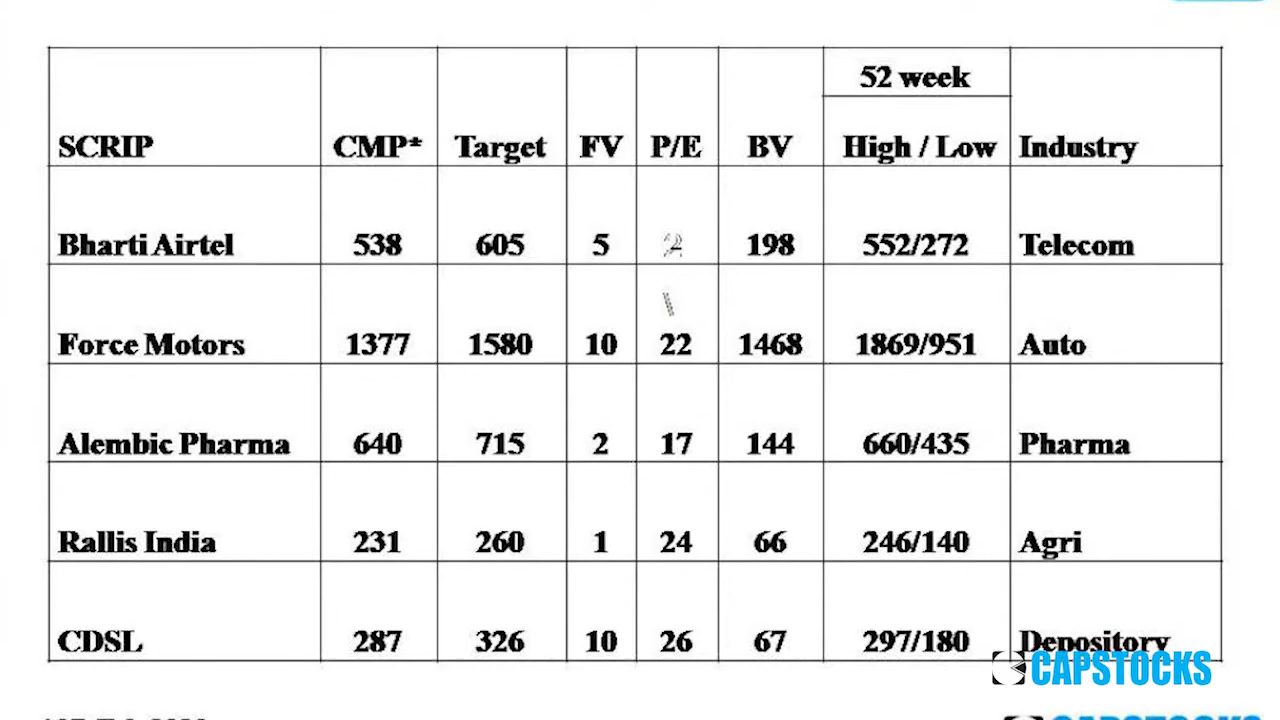 52 week
SCRIP CMP* Target FV P/E BV High / Low Industry
Bharti Airtel 538 605 5 198 552/272 Telecom
Force Motors 1377 1580 10 22 1468 1869/951 Auto
Alembic Pharma 640 715 2 17 144 660/435 Pharma
Rallis India 231 260 1 24 66 246/140 Agri
CDSL 287 326 10 26 67 297/180 Depository
CAPSTOCKS